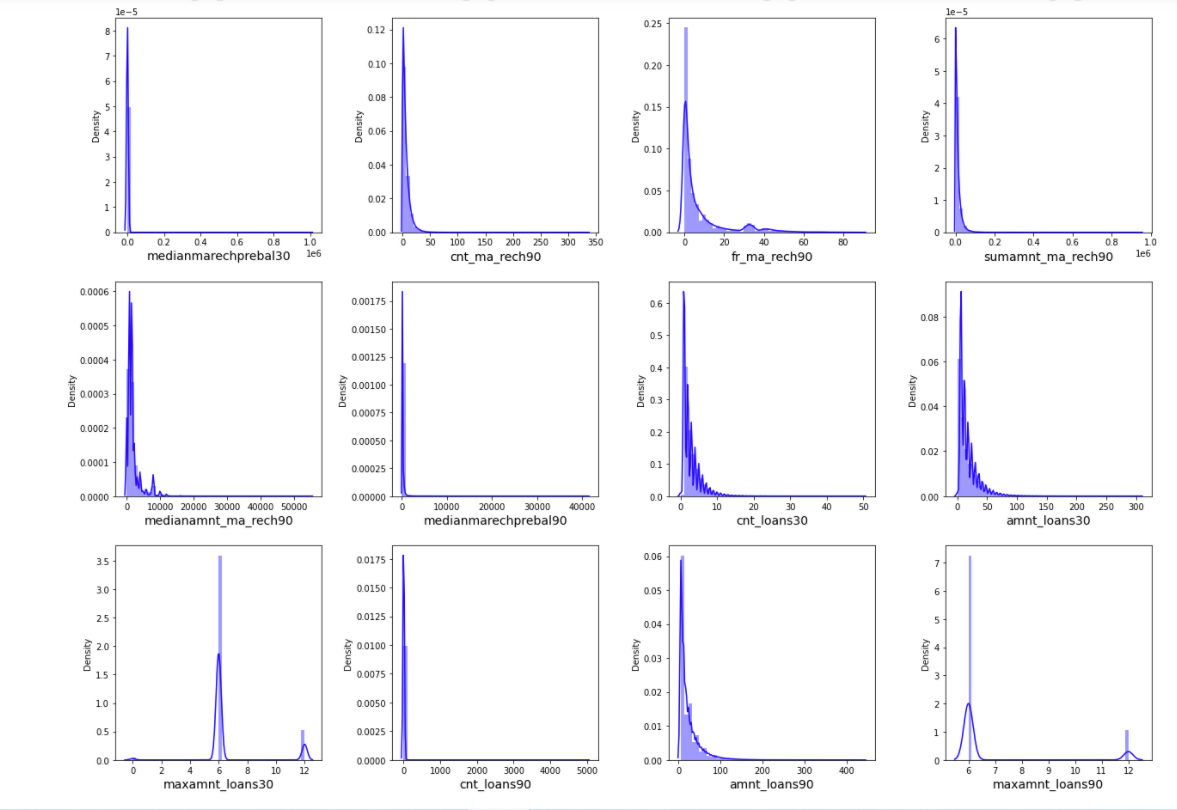 1e−5
8
7
6
5
4
3
2
1
0
Density
0.0 0.2 0.4 0.6 0.8 1.0
1e6
medianmarechprebal30
0.12
0.10
0.08
0.06
0.04
0.02
0.00
Density
0 50 100 150 200 250 300 350
cnt_ma_rech90
0.25
0.20
0.15
0.10
0.05
0.00
Density
0 20 40 60 80
fr_ma_rech90
1e−5
6
5
4
3
2
1
0
Density
0.0 0.2 0.4 0.6 0.8 1.0
1e6
sumamnt_ma_rech90
0.0006
0.0005
0.0004
0.0003
0.0002
0.0001
0.0000
Density
0 10000 20000 30000 40000 50000
medianamnt_ma_rech90
0.00175
0.00150
0.00125
0.00100
0.00075
0.00050
0.00025
0.00000
Density
0 10000 20000 30000 40000
medianmarechprebal90
0.6
0.5
0.4
0.3
0.2
0.1
0.0
Density
0 10 20 30 40 50
cnt_loans30
0.08
0.06
0.04
0.02
0.00
Density
0 50 100 150 200 250 300
amnt_loans30
3.5
3.0
2.5
2.0
1.5
1.0
0.5
0.0
Density
0 2 4 6 8 10 12
maxamnt_loans30
0.0175
0.0150
0.0125
0.0100
0.0075
0.0050
0.0025
0.0000
Density
0 1000 2000 3000 4000 5000
cnt_loans90
0.06
0.05
0.04
0.03
0.02
0.01
0.00
Density
0 100 200 300 400
amnt_loans90
7
6
5
4
3
2
1
0
Density
6 7 8 9 10 11 12
maxamnt_loans90